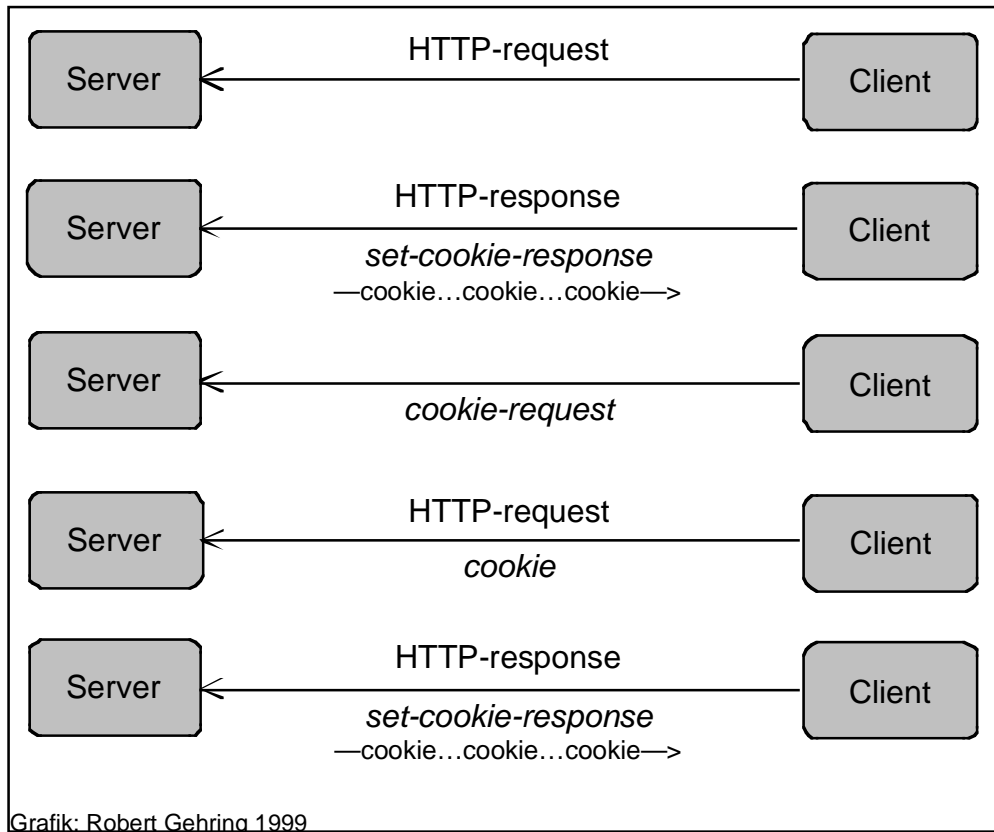 HTTP-request
Server Client
HTTP-response
Server Client
set-cookie-response
—cookie…cookie…cookie—>
Server Client
cookie-request
HTTP-request
Server Client
cookie
HTTP-response
Server Client
set-cookie-response
—cookie…cookie…cookie—>
Grafik: Robert Gehring 1999